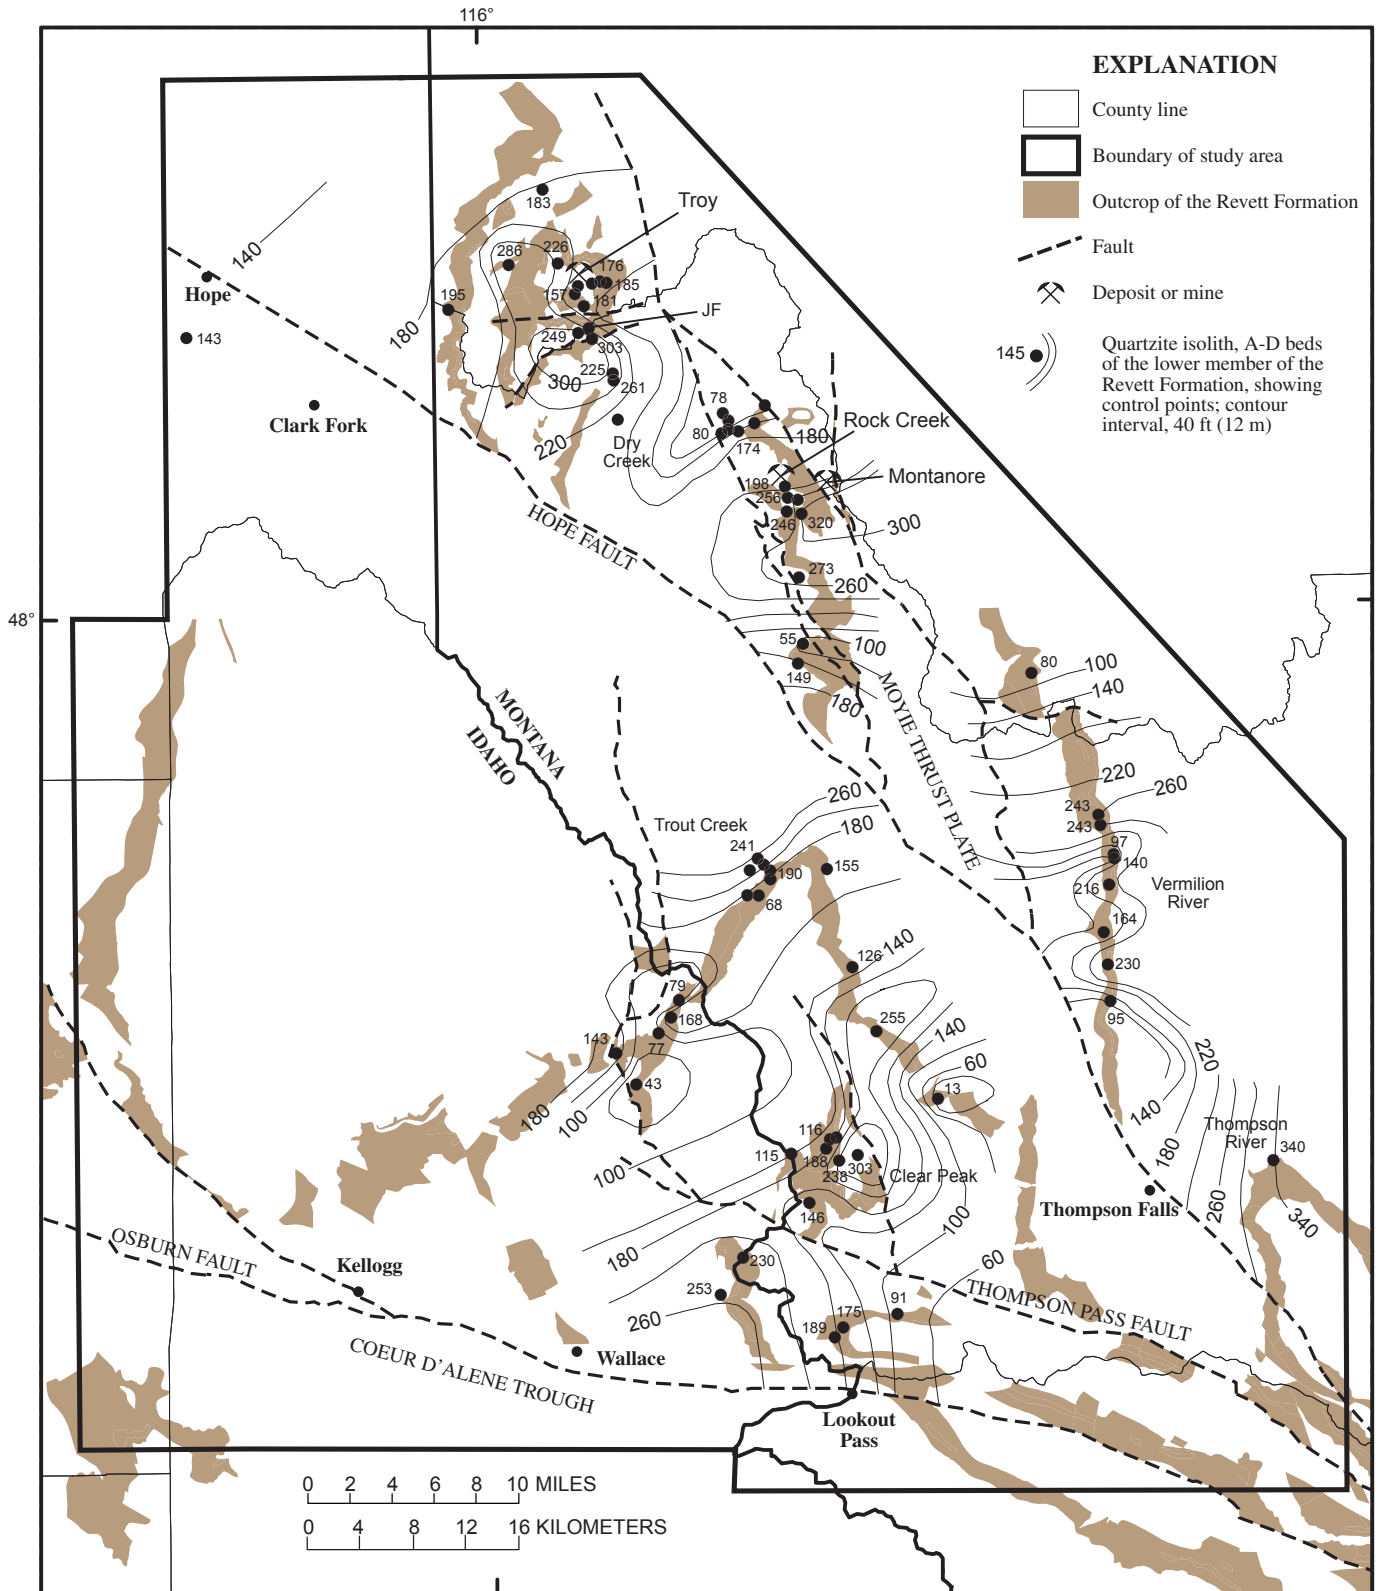 116°
EXPLANATION
County line
Boundary of study area
Outcrop of the Revett Formation
Fault
Deposit or mine
145
Quartzite isolith, A-D beds
of the lower member of the
Revett Formation, showing
control points; contour
interval, 40 ft (12 m)
183
Troy
140
286
226
176
Hope
185
157
195
181
JF
180
143
249
303
225
300
261
78
Clark Fork
Rock Creek
220
80
174
180
Dry
Creek
Montanore
198
256
246
320
300
HOPE FAULT
273
260
48°
55
100
80
100
149
140
180
MOYIE THRUST PLATE
MONTANA
IDAHO
220
260
260
243
Trout Creek
180
243
241
97
140
155
190
216
Vermilion
River
68
164
126
140
230
79
95
168
255
140
220
77
143
60
43
13
180
100
140
Thompson
River
116
180
340
115
188
303
100
238
Clear Peak
146
Thompson Falls
260
340
100
OSBURN FAULT
180
230
60
Kellogg
253
THOMPSON PASS FAULT
91
175
260
189
Wallace
COEUR D'ALENE TROUGH
Lookout
Pass
0 2 4 6 8 10 MILES
0 4 8 12 16 KILOMETERS